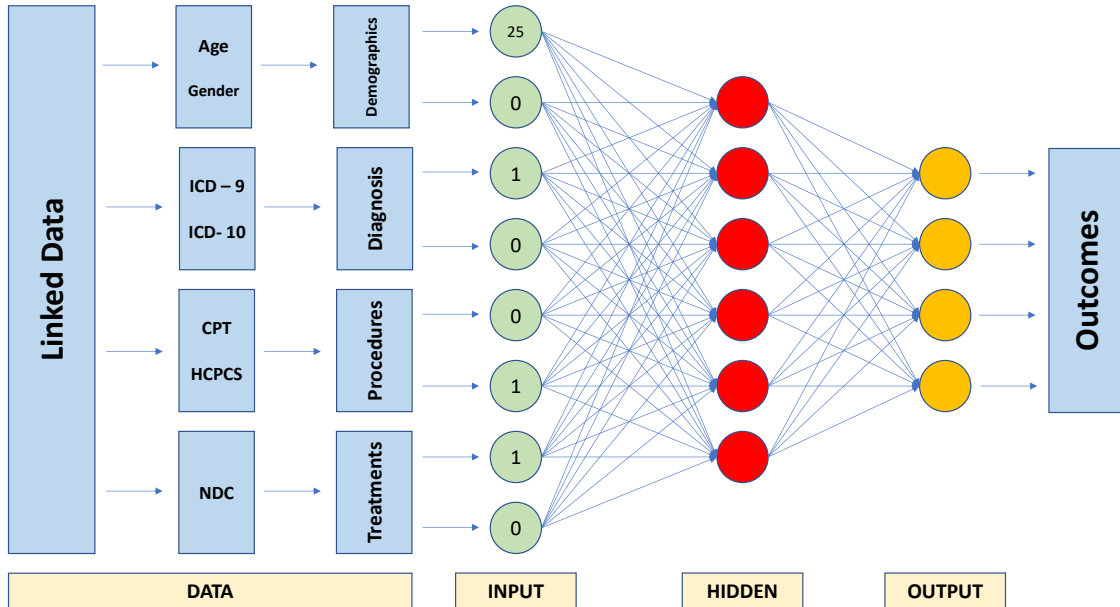 Linked Data
Age
Gender
ICD – 9
ICD- 10
CPT
HCPCS
NDC
Demographics
Diagnosis
Procedures
Treatments
25
0
1
0
0
1
1
0
Outcomes
DATA
INPUT
HIDDEN
OUTPUT